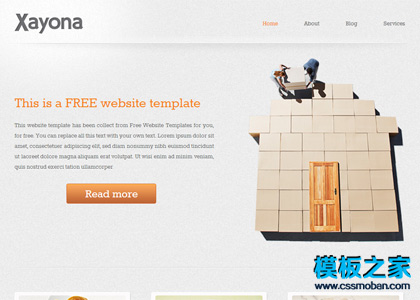 Xayona
Home About Blog Services
This is a FREE website template
This website template has been collect from Free Website Templates for you,
for free. You can replace all this text with your own text. Lorem ipsum dolor sit
amet, consectetuer adipiscing elit, sed diam nonummy nibh euismod tincidunt
ut laoreet dolore magna aliquam erat volutpat. Ut wisi enim ad minim veniam,
quis nostrud exerci tation ullamcorper.
Read more
模板之家
www.cssmoban.com